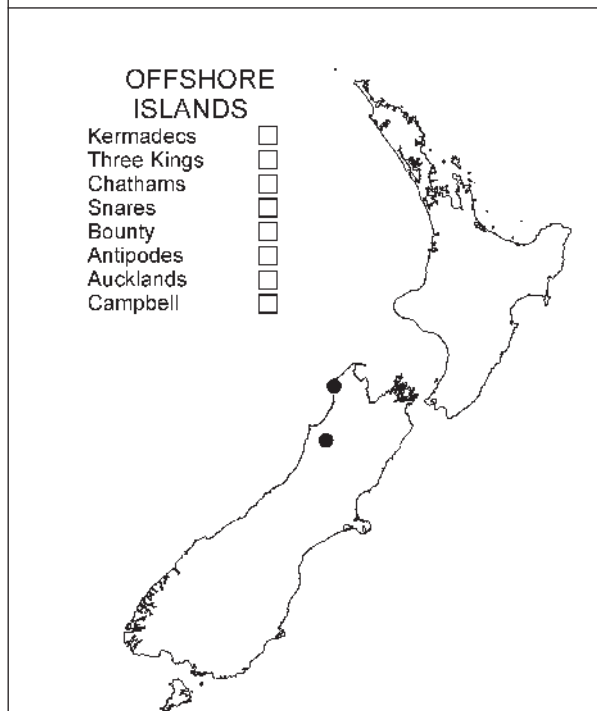 OFFSHORE
ISLANDS
Kermadecs
Three Kings
Chathams
Snares
Bounty
Antipodes
Aucklands
Campbell